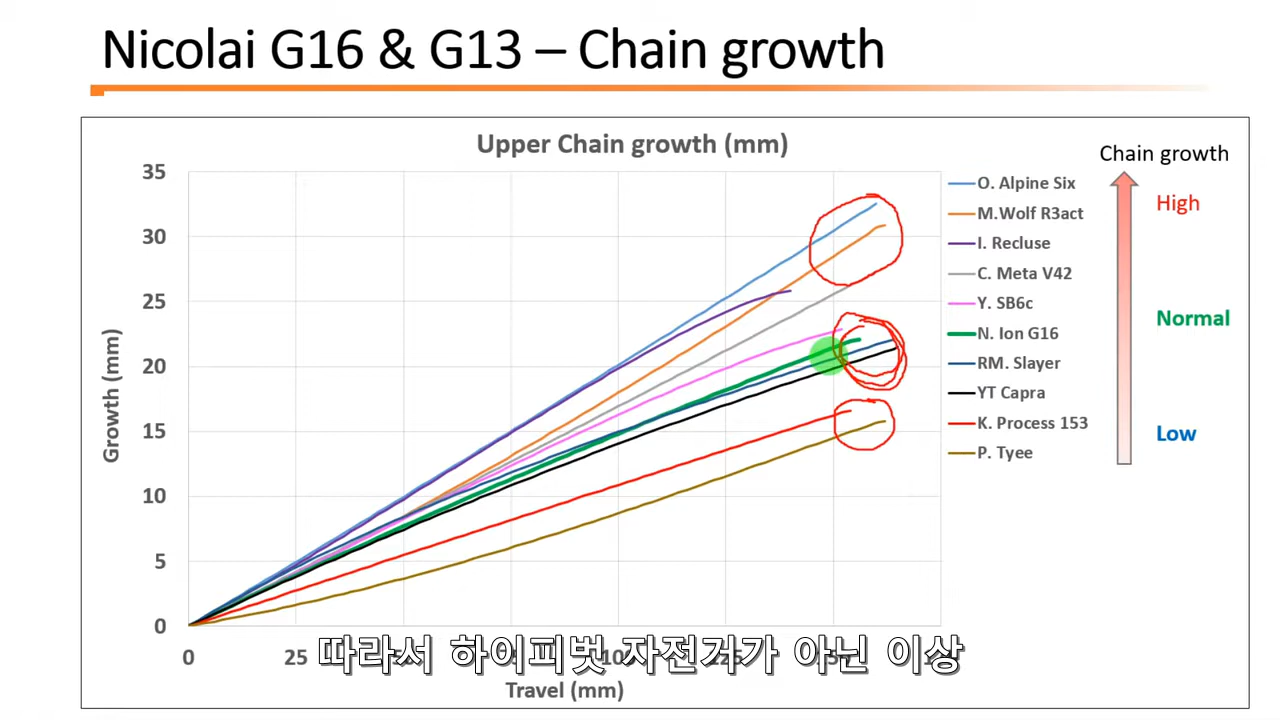 Nicolai G16 & G13 – Chain growth
Upper Chain growth (mm)
Chain growth
High
Normal
Low
35
30
25
20
15
10
5
0
Growth (mm)
O. Alpine Six
M.Wolf R3act
I. Recluse
C. Meta V42
Y. SB6c
N. Ion G16
RM. Slayer
YT Capra
K. Process 153
P. Tyee
0
25
따라서 하이피벗 자전거가 아닌 이상
Travel (mm)